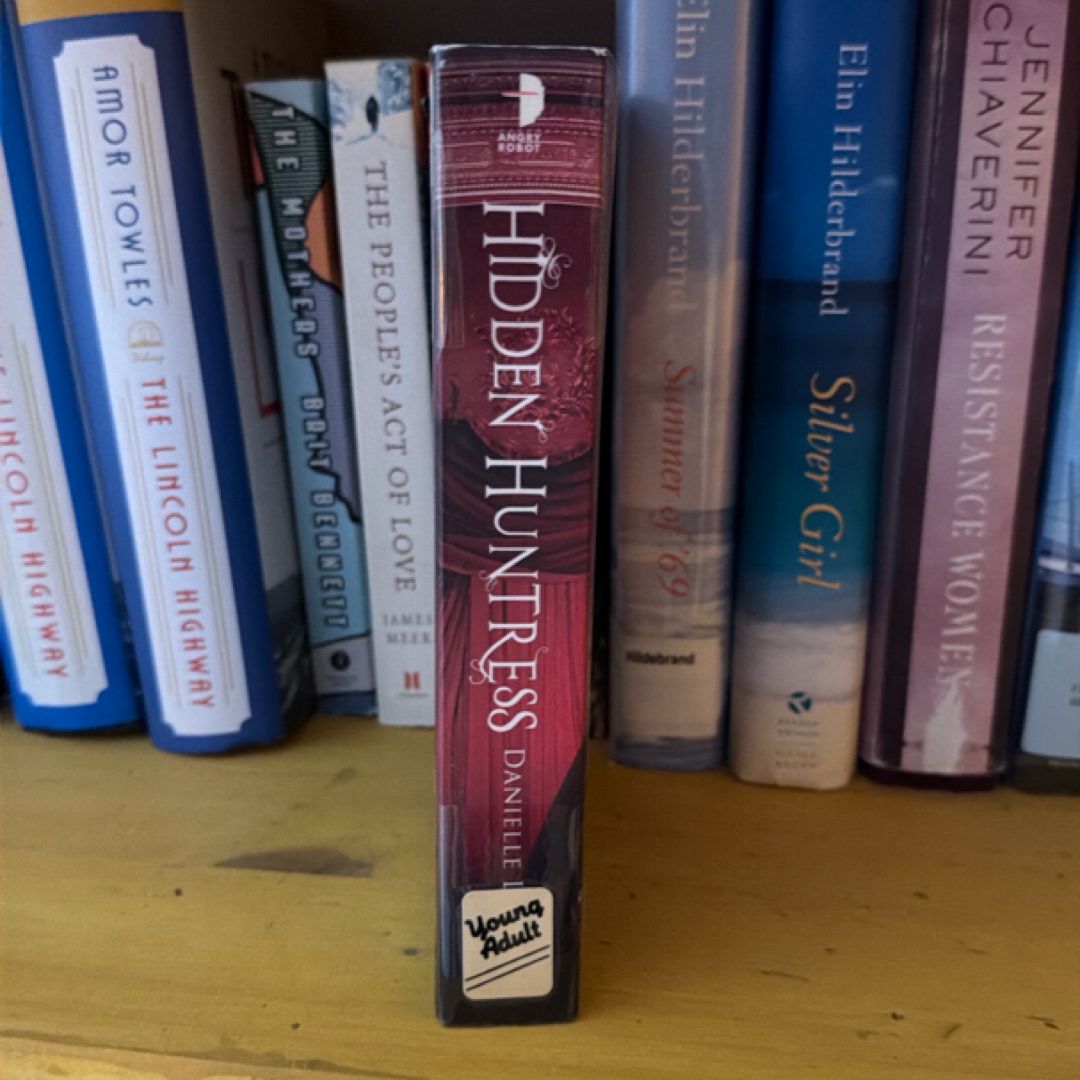 THE LINCOLN HIGHWAY
AMOR TOWLES
Viking
THE LINCOLN HIGHWAY
THE MOTHERS BRIT BENNETT
THE PEOPLE'S ACT OF LOVE
JAMES
MEEK
ANGRY
ROBOT
HIDDEN HUNTRESS
DANIELLE
Young
Adult
Elin Hilderbrand
Summer of '69
Hildebrand
Elin Hilderbrand
Silver Girl
JENNIFER
CHIAVERINI
RESISTANCE WOMEN